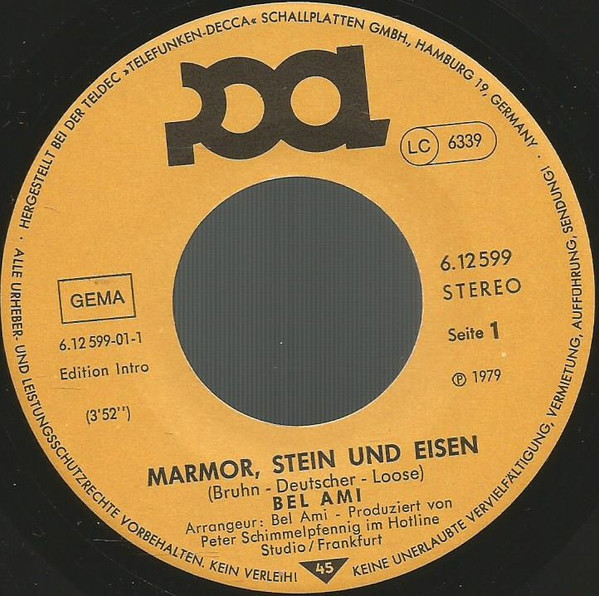 · HERGESTELLT BEI DER TELDEC »TELEFUNKEN-DECCA« SCHALLPLATTEN GMBH., HAMBURG 19, GERMANY ·
pool
LC 6339
GEMA
6.12 599-01-1
Edition Intro
(3'52")
6.12599
STEREO
Seite 1
Ⓟ 1979
MARMOR, STEIN UND EISEN
(Bruhn - Deutscher - Loose)
BEL AMI
Arrangeur: Bel Ami - Produziert von
Peter Schimmelpfennig im Hotline
Studio/Frankfurt
ALLE URHEBER- UND LEISTUNGSSCHUTZRECHTE VORBEHALTEN. KEIN VERLEIH!
45
KEINE UNERLAUBTE VERVIELFÄLTIGUNG, VERMIETUNG, AUFFÜHRUNG, SENDUNG!